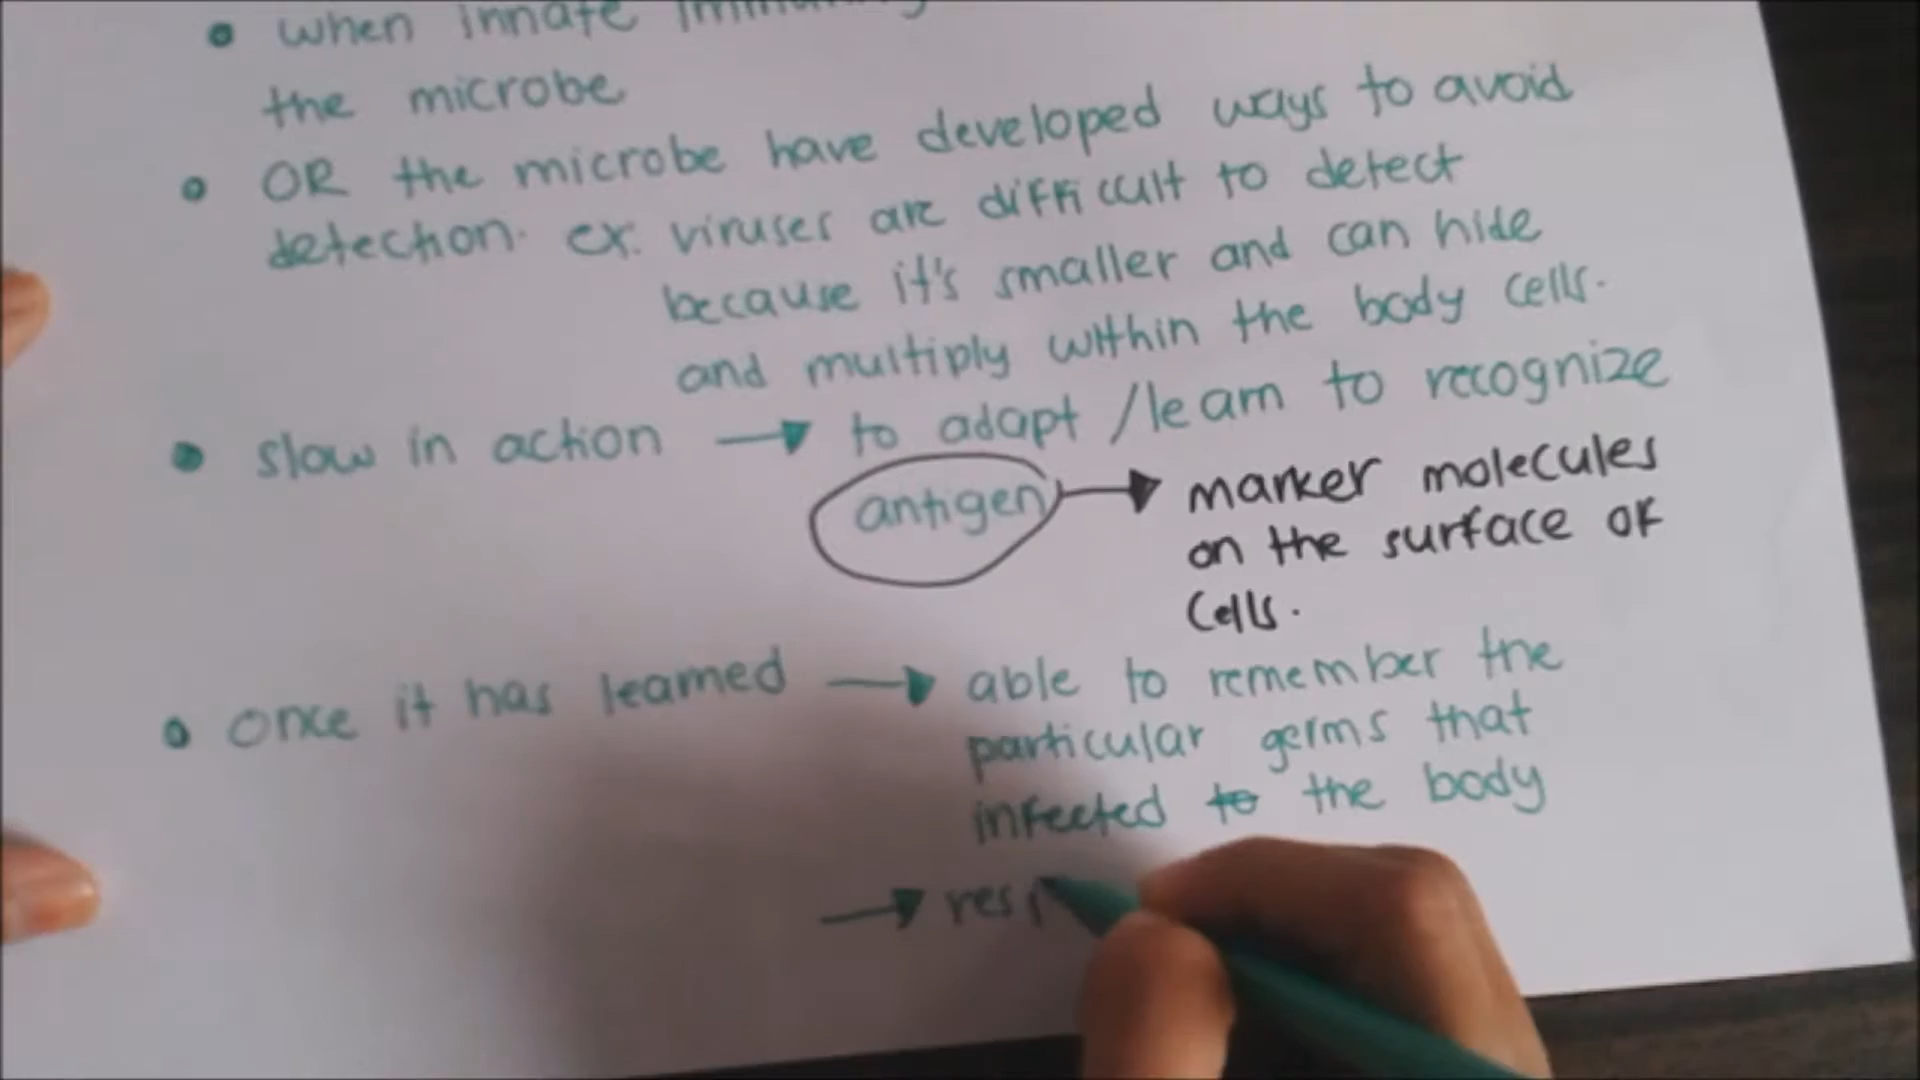 • when innate immunity
the microbe
• OR the microbe have developed ways to avoid
detection. ex. viruses are difficult to detect
because it's smaller and can hide
and multiply within the body cells.
• slow in action → to adapt / learn to recognize
antigen → marker molecules
on the surface of
cells.
• once it has learned → able to remember the
particular germs that
infected to the body
→ resp